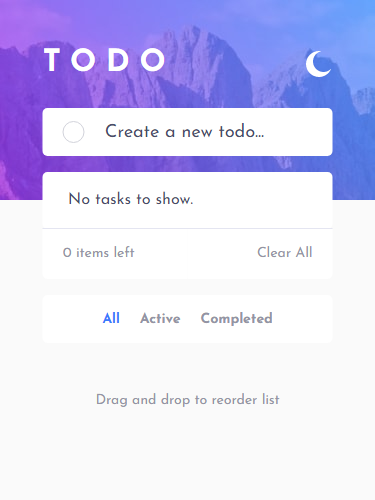 TODO
Create a new todo...
No tasks to show.
0 items left Clear All
All Active Completed
Drag and drop to reorder list